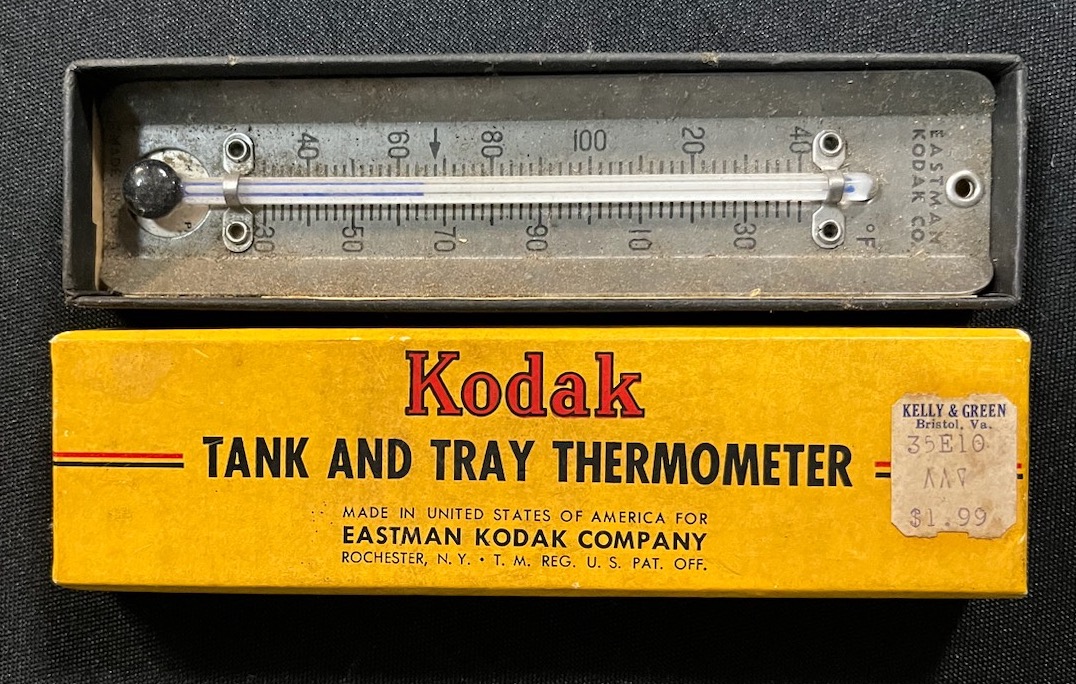 40 60 80 100 20 40
30 50 70 90 10 30 °F
EASTMAN
KODAK CO.
Kodak
TANK AND TRAY THERMOMETER
MADE IN UNITED STATES OF AMERICA FOR
EASTMAN KODAK COMPANY
ROCHESTER, N. Y. • T. M. REG. U. S. PAT. OFF.
KELLY & GREEN
Bristol, Va.
35E10
$1.99